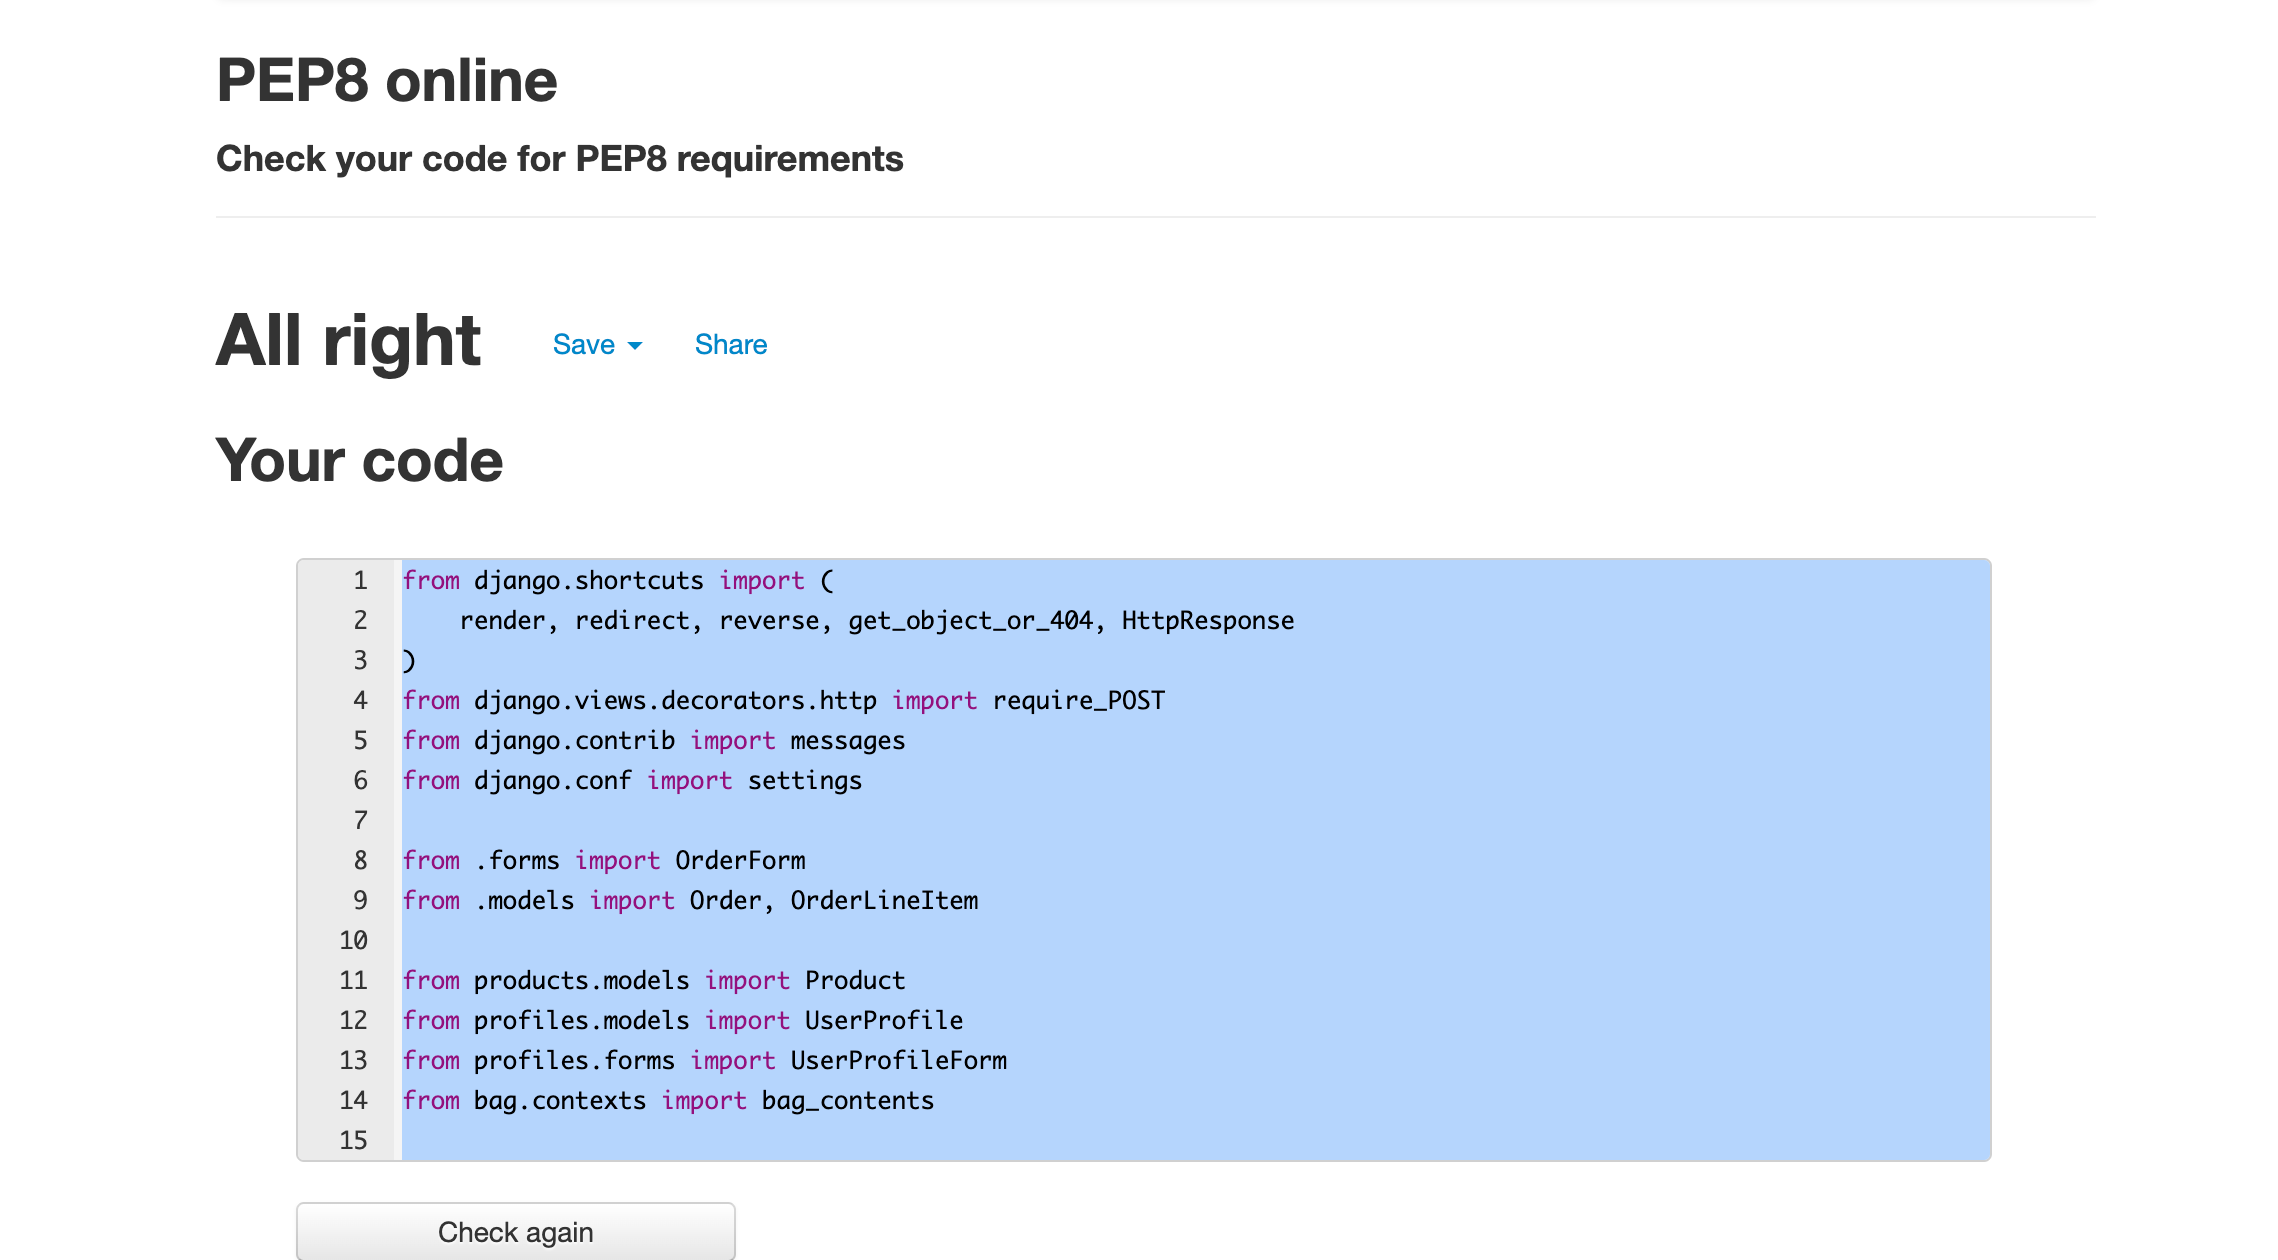 PEP8 online
Check your code for PEP8 requirements
All right Save Share
Your code
1 from django.shortcuts import (
2     render, redirect, reverse, get_object_or_404, HttpResponse
3 )
4 from django.views.decorators.http import require_POST
5 from django.contrib import messages
6 from django.conf import settings
7
8 from .forms import OrderForm
9 from .models import Order, OrderLineItem
10
11 from products.models import Product
12 from profiles.models import UserProfile
13 from profiles.forms import UserProfileForm
14 from bag.contexts import bag_contents
15
Check again